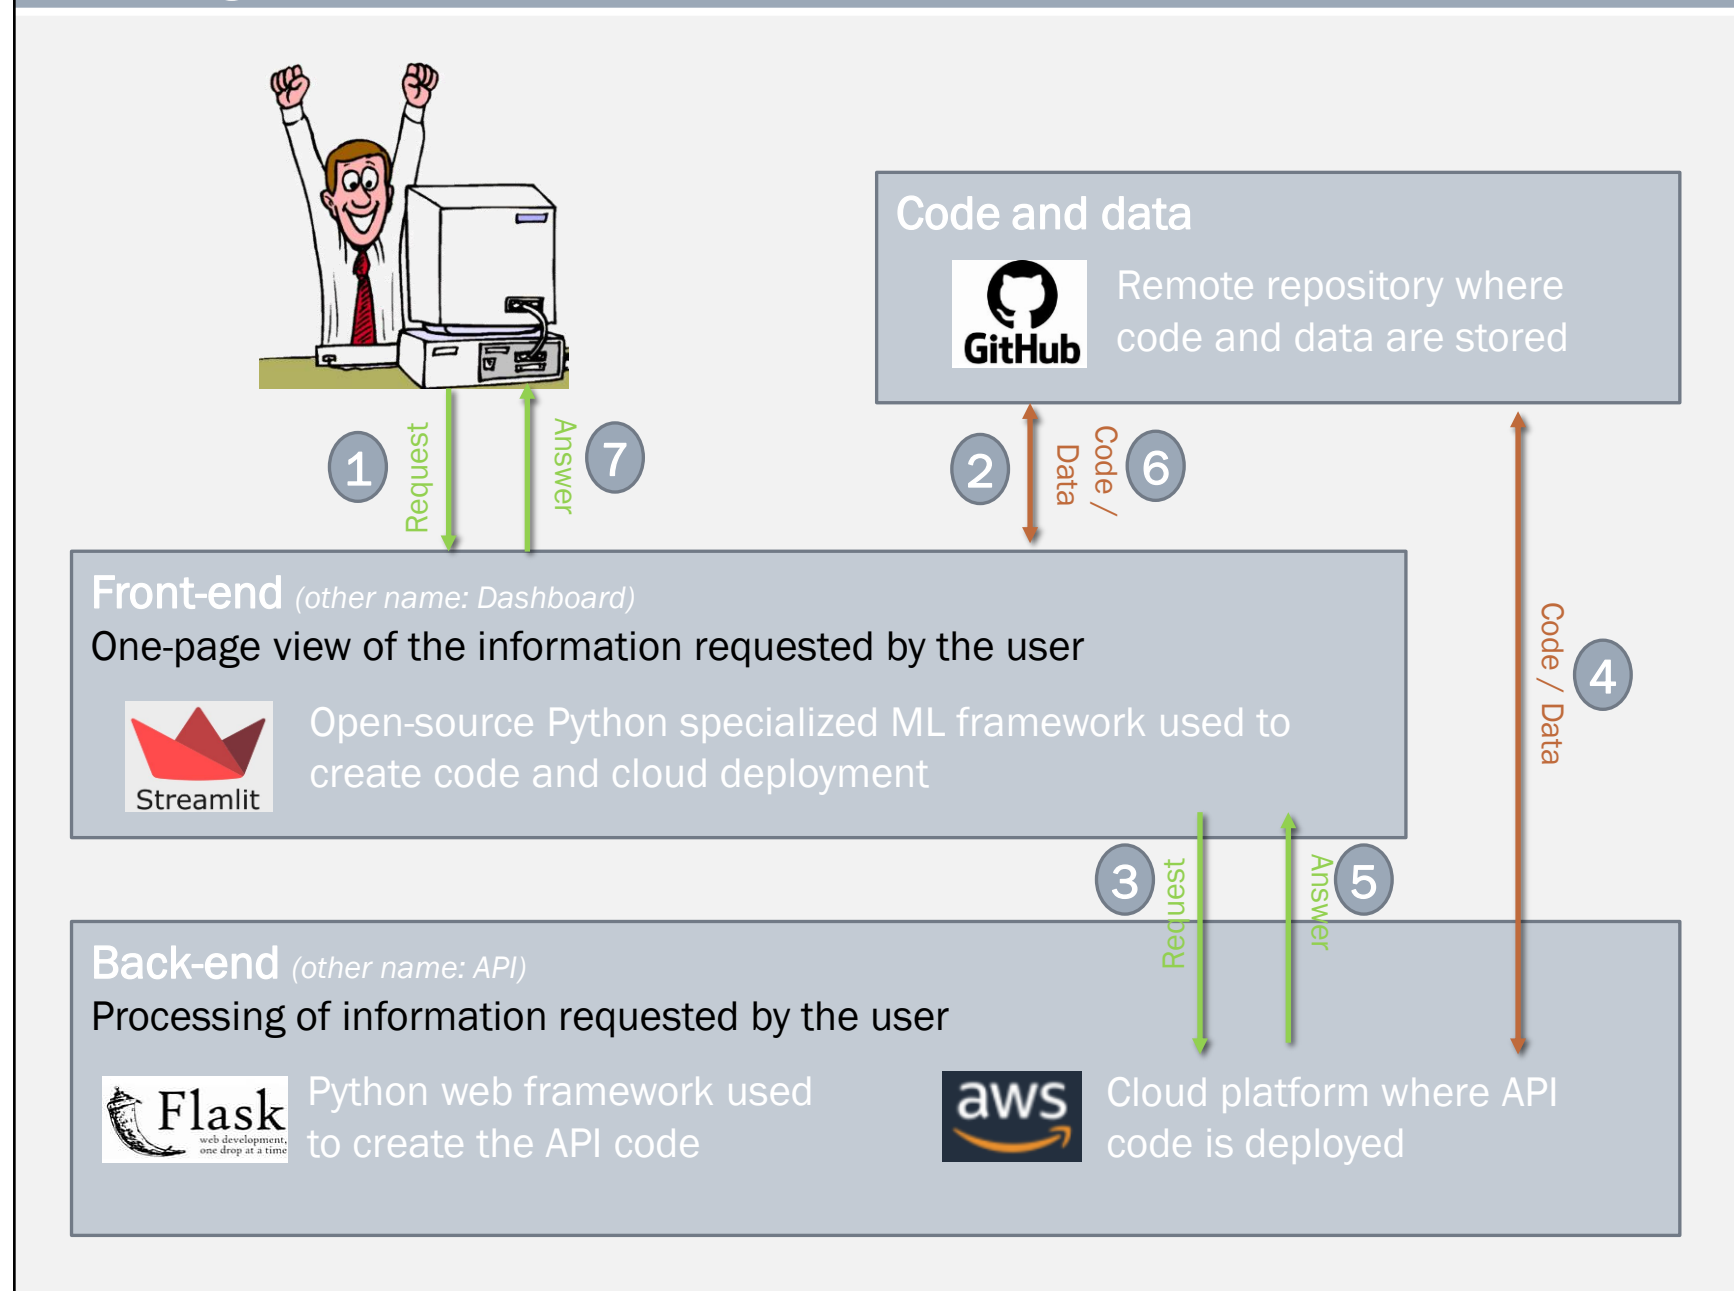 Code and data
GitHub
Remote repository where
code and data are stored
1
Request
Answer
7
2
Code /
Data
6
Front-end (other name: Dashboard)
One-page view of the information requested by the user
Streamlit
Open-source Python specialized ML framework used to
create code and cloud deployment
Code / Data
4
3
Request
Answer
5
Back-end (other name: API)
Processing of information requested by the user
Flask
web development,
one drop at a time
Python web framework used
to create the API code
aws
Cloud platform where API
code is deployed